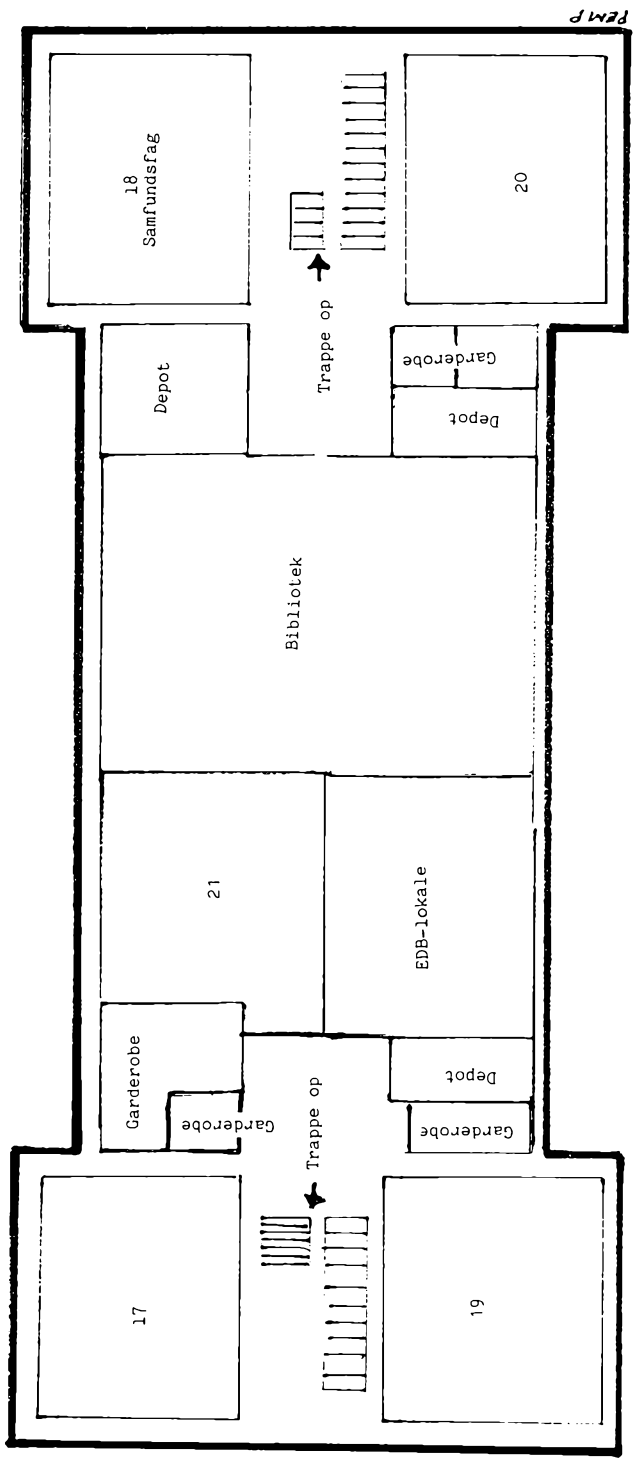 PEMP
18
Samfundsfag
20
Trappe op
Depot
Garderobe
Depot
Bibliotek
21
EDB-lokale
Garderobe
Garderobe
Trappe op
Depot
Garderobe
17
19